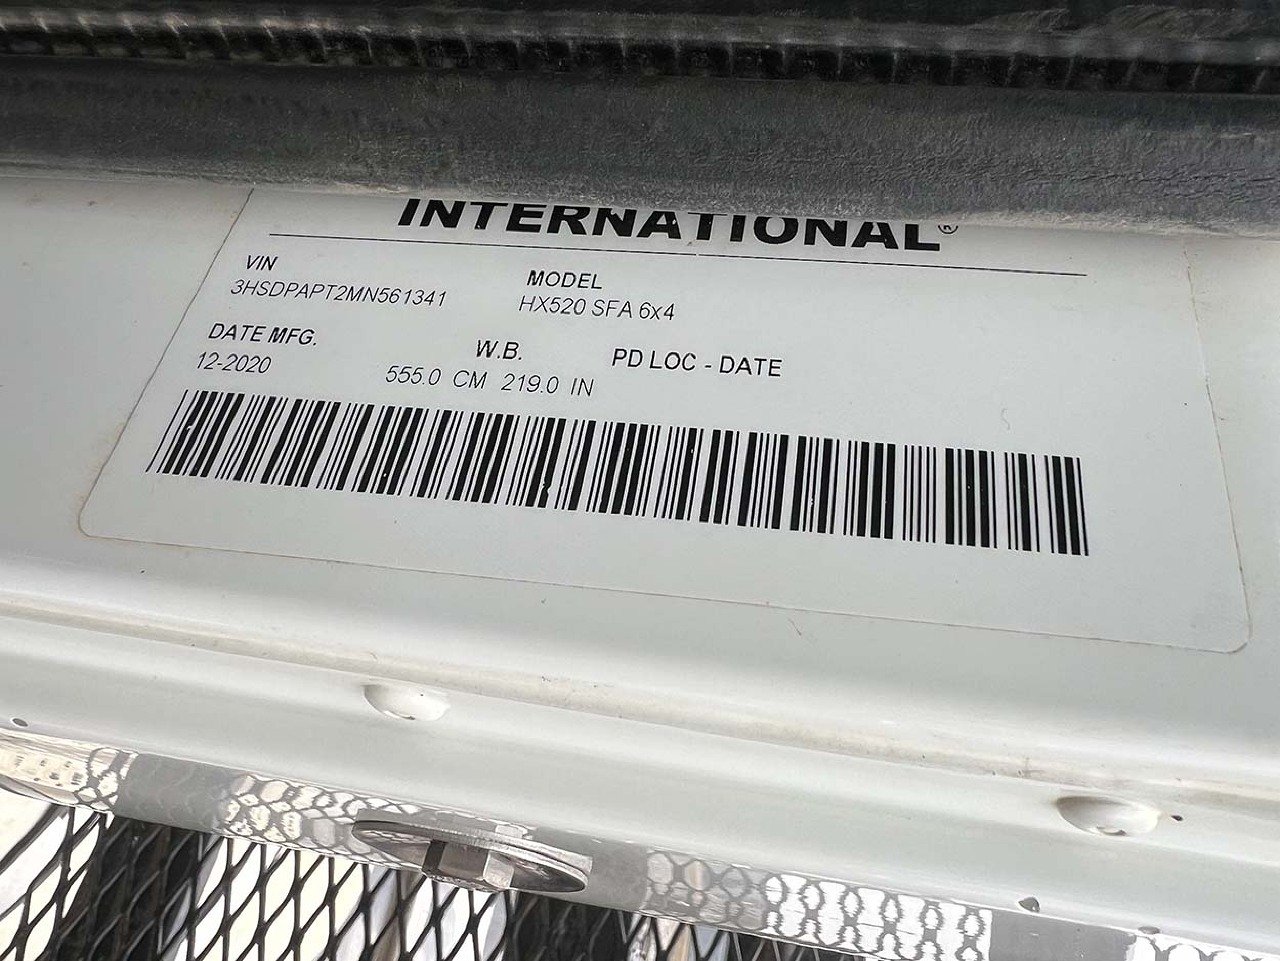 INTERNATIONAL®
VIN MODEL
3HSDPAPT2MN561341 HX520 SFA 6x4
DATE MFG. W.B. PD LOC - DATE
12-2020 555.0 CM 219.0 IN